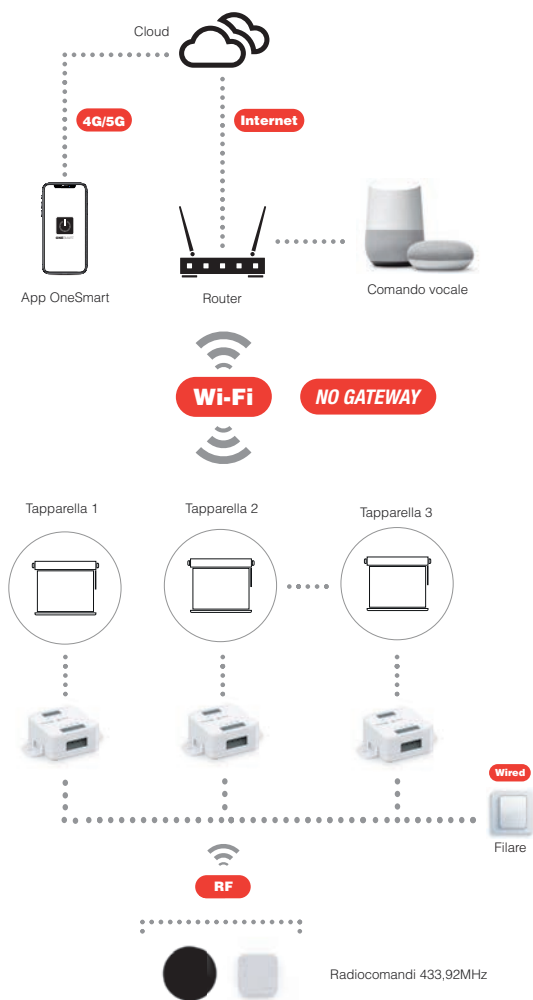 Cloud
4G/5G
Internet
App OneSmart
Router
Comando vocale
Wi-Fi
NO GATEWAY
Tapparella 1
Tapparella 2
Tapparella 3
Wired
Filare
RF
Radiocomandi 433,92MHz